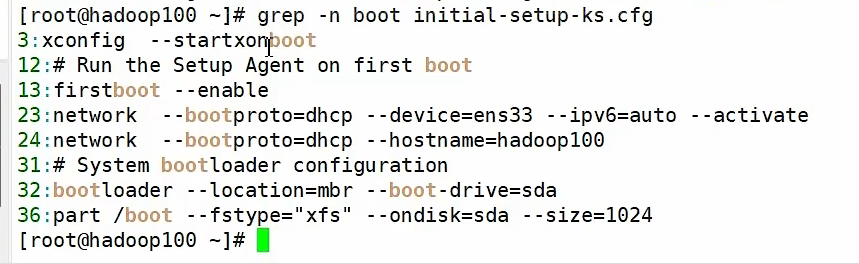 [root@hadoop100 ~]# grep -n boot initial-setup-ks.cfg
3:xconfig  --startxonboot
12:# Run the Setup Agent on first boot
13:firstboot --enable
23:network  --bootproto=dhcp --device=ens33 --ipv6=auto --activate
24:network  --bootproto=dhcp --hostname=hadoop100
31:# System bootloader configuration
32:bootloader --location=mbr --boot-drive=sda
36:part /boot --fstype="xfs" --ondisk=sda --size=1024
[root@hadoop100 ~]#